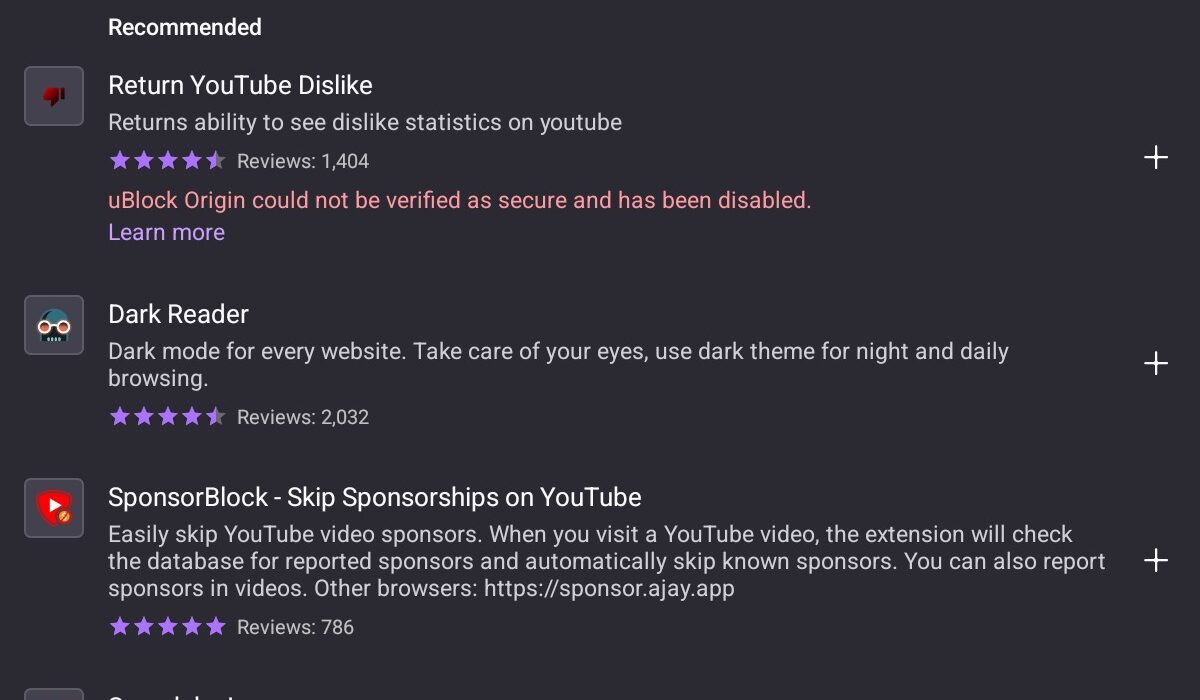 Recommended
Return YouTube Dislike
Returns ability to see dislike statistics on youtube
Reviews: 1,404
uBlock Origin could not be verified as secure and has been disabled.
Learn more
Dark Reader
Dark mode for every website. Take care of your eyes, use dark theme for night and daily
browsing.
Reviews: 2,032
SponsorBlock - Skip Sponsorships on YouTube
Easily skip YouTube video sponsors. When you visit a YouTube video, the extension will check
the database for reported sponsors and automatically skip known sponsors. You can also report
sponsors in videos. Other browsers: https://sponsor.ajay.app
Reviews: 786